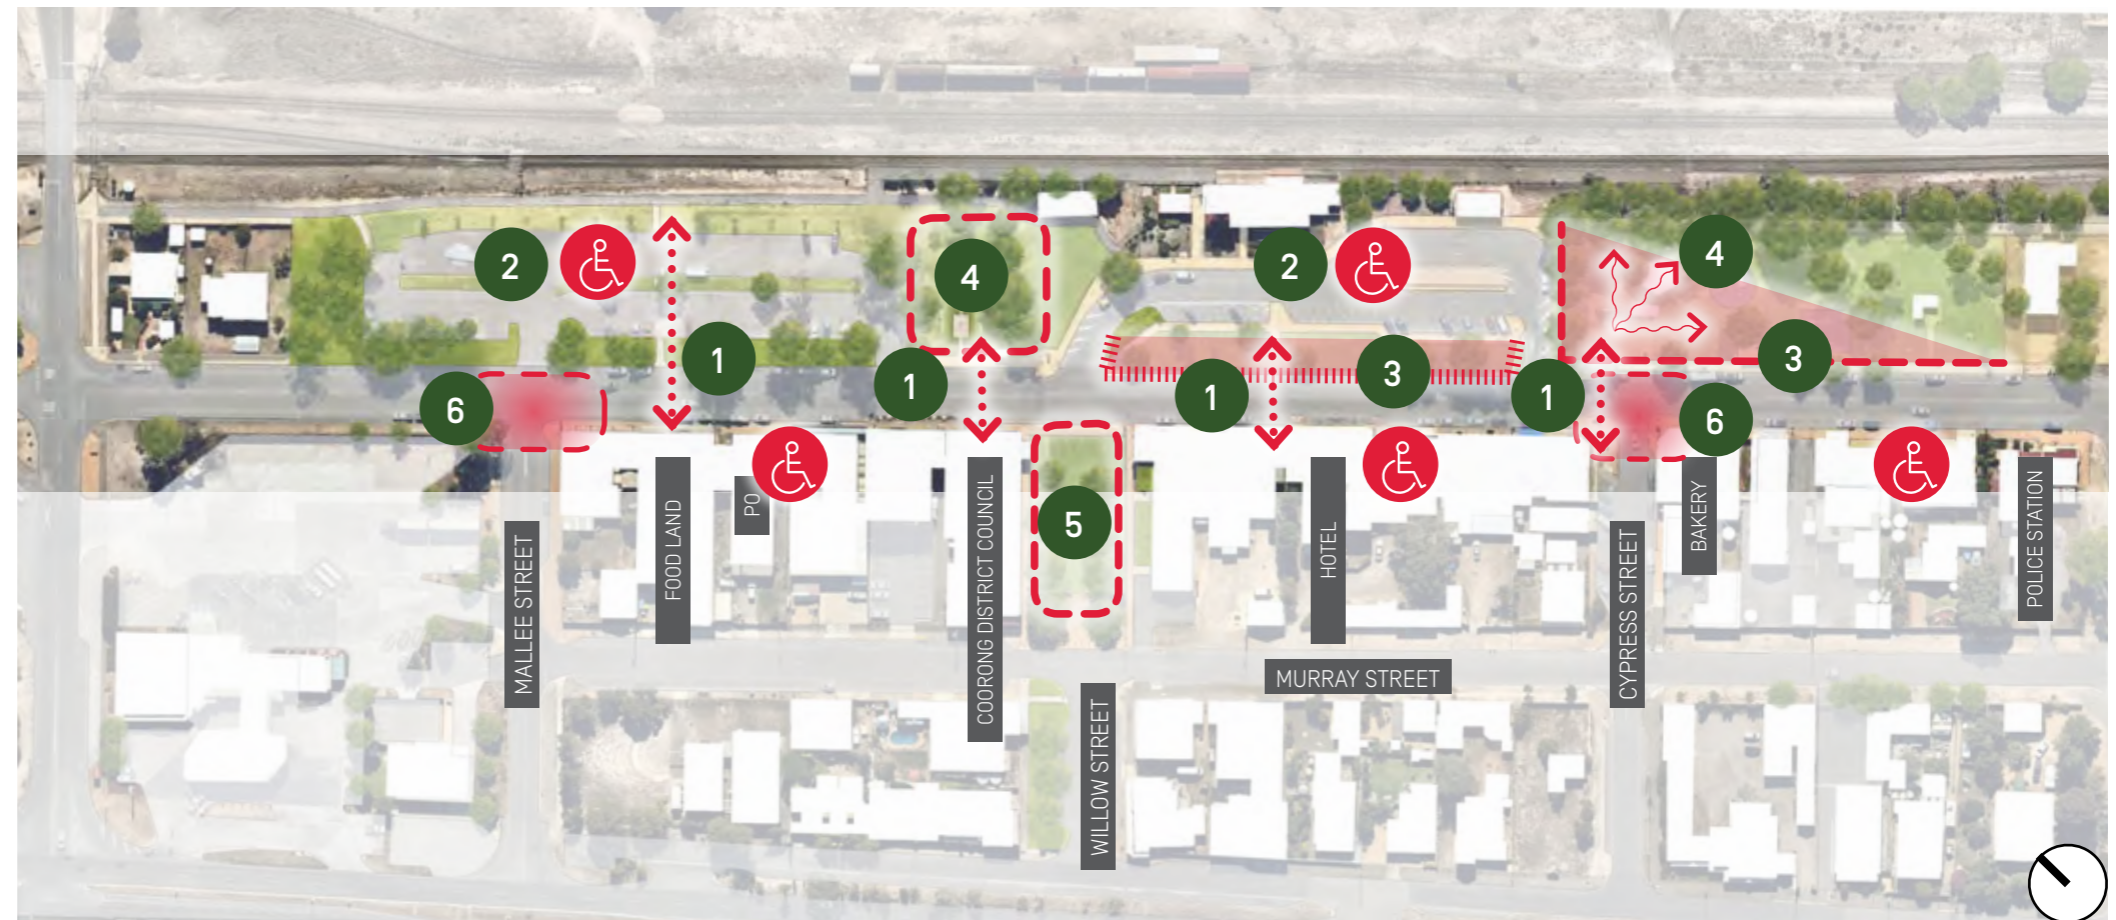 2
4
2
4
1
1
1
3
1
3
6
6
5
MALLEE STREET
FOOD LAND
PO
COORONG DISTRICT COUNCIL
WILLOW STREET
HOTEL
MURRAY STREET
CYPRESS STREET
BAKERY
POLICE STATION